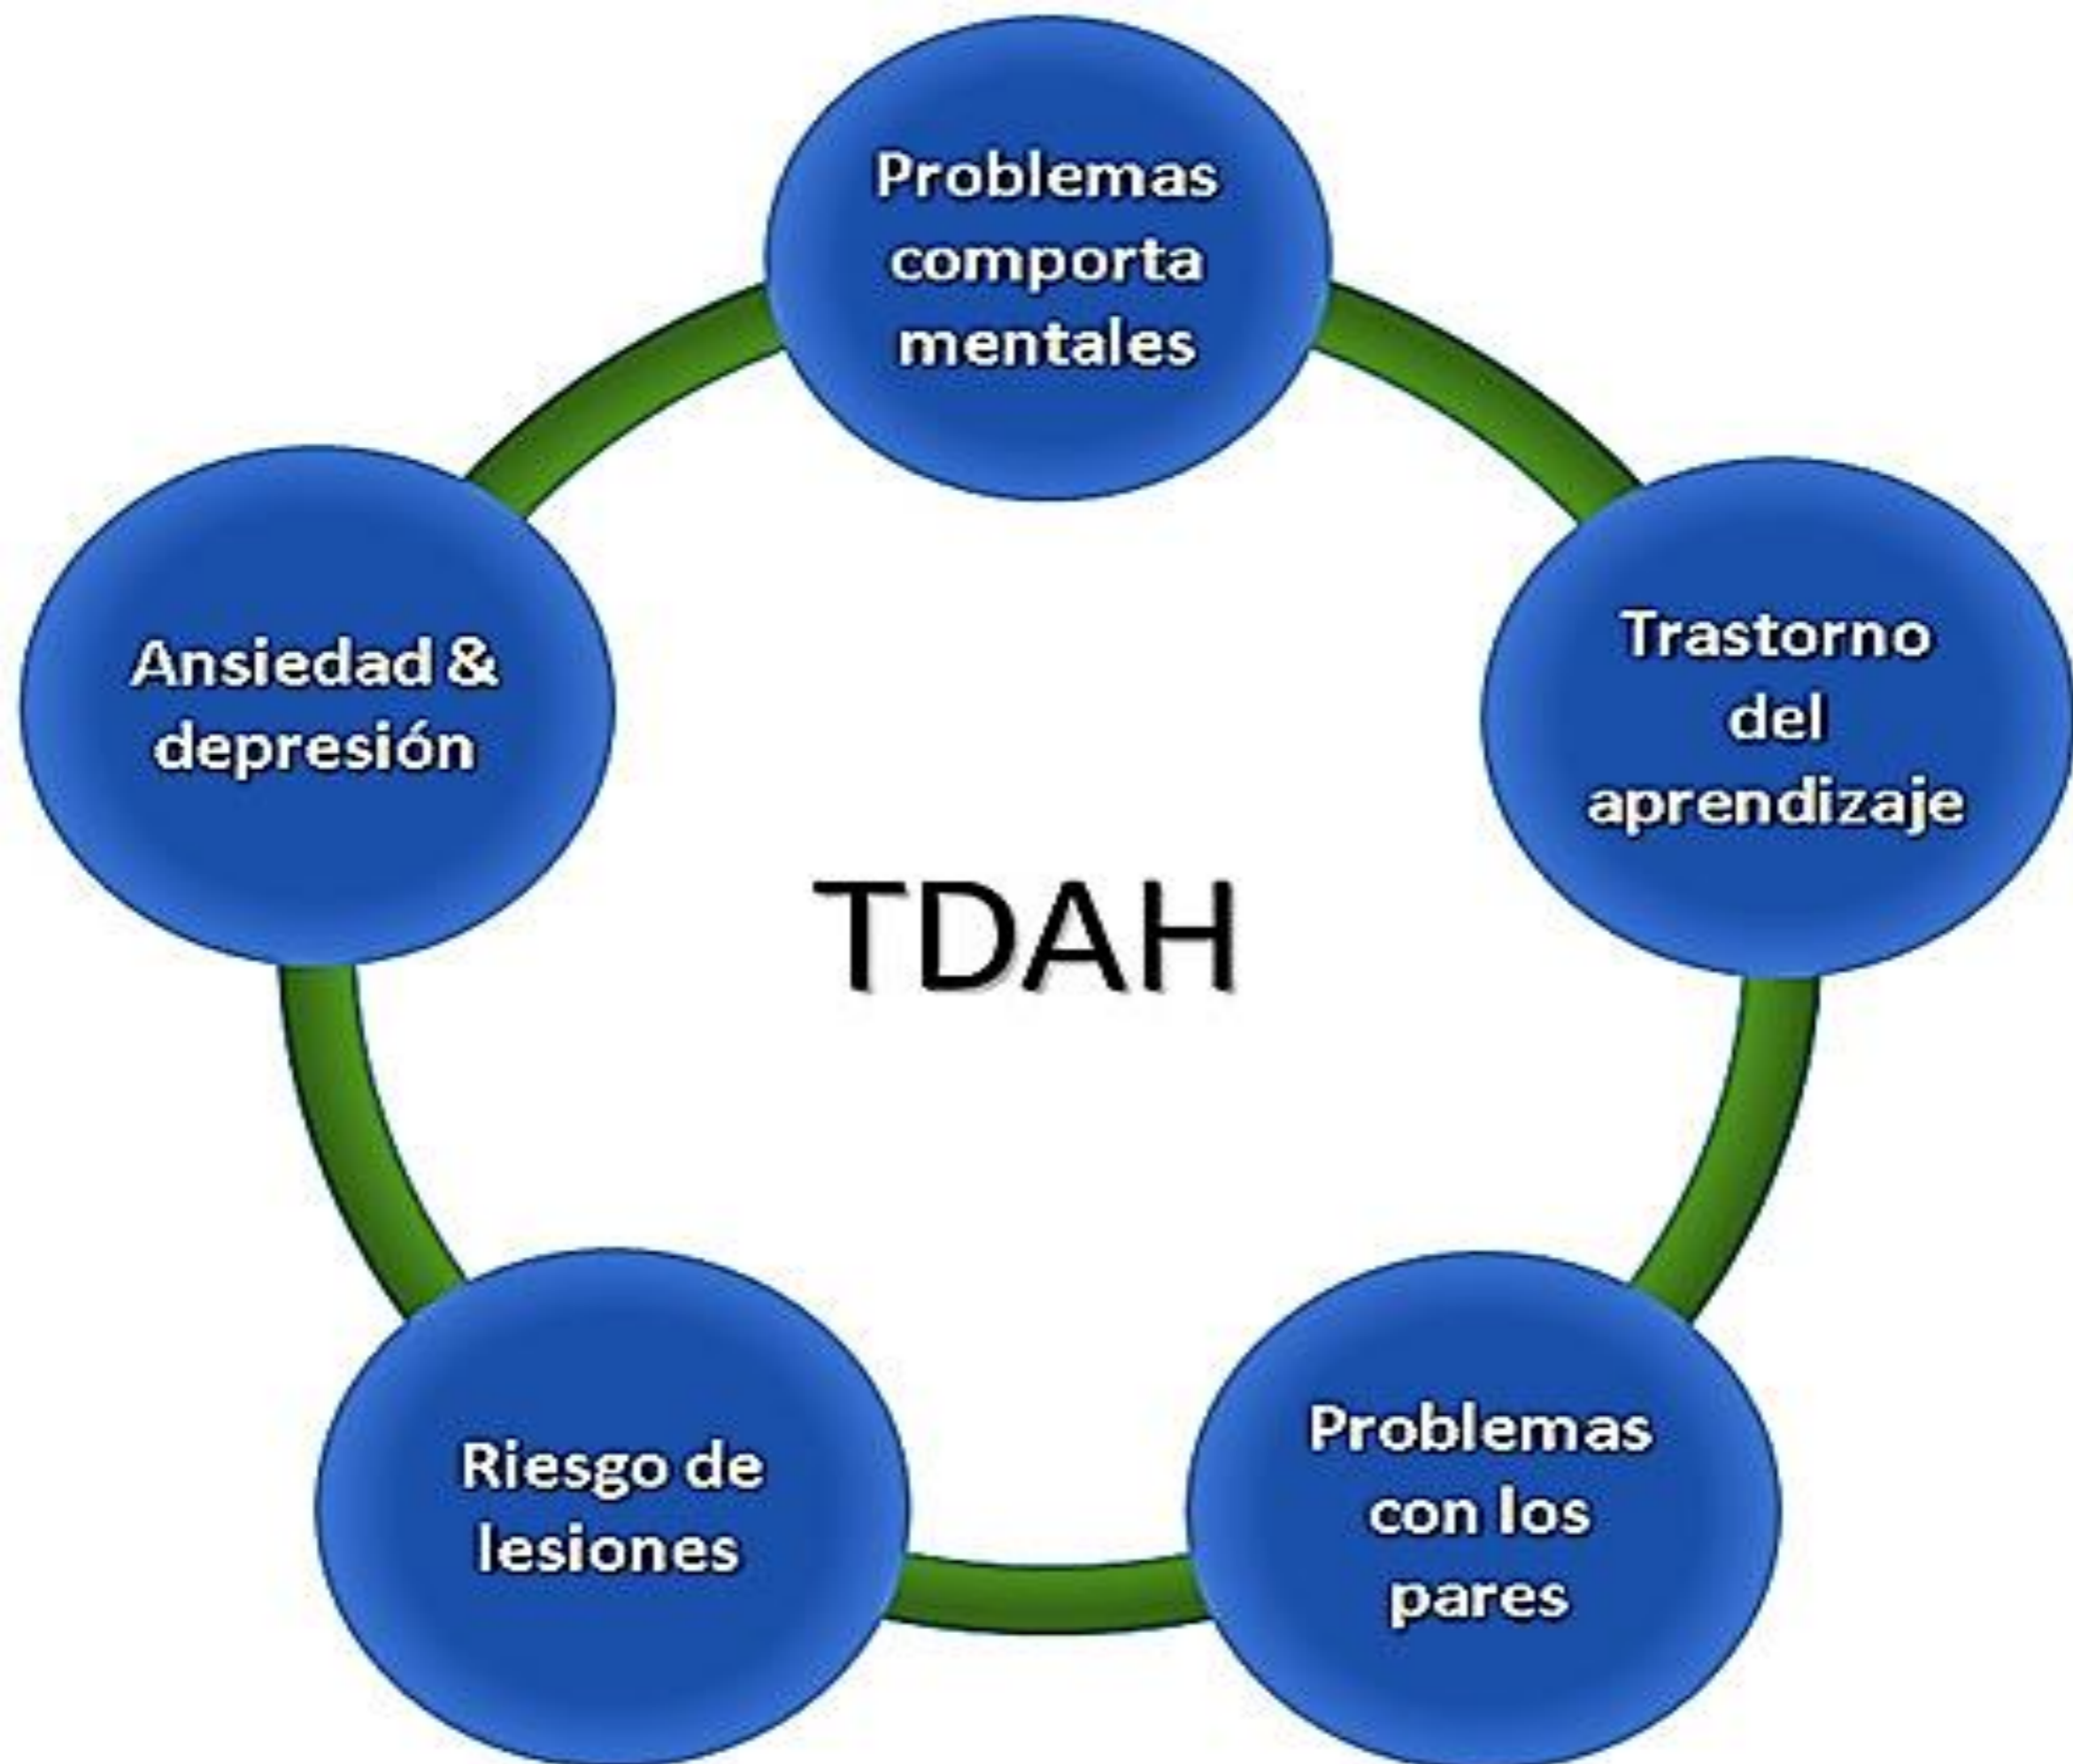 Problemas
comporta
mentales
Ansiedad &
depresión
Trastorno
del
aprendizaje
TDAH
Riesgo de
lesiones
Problemas
con los
pares